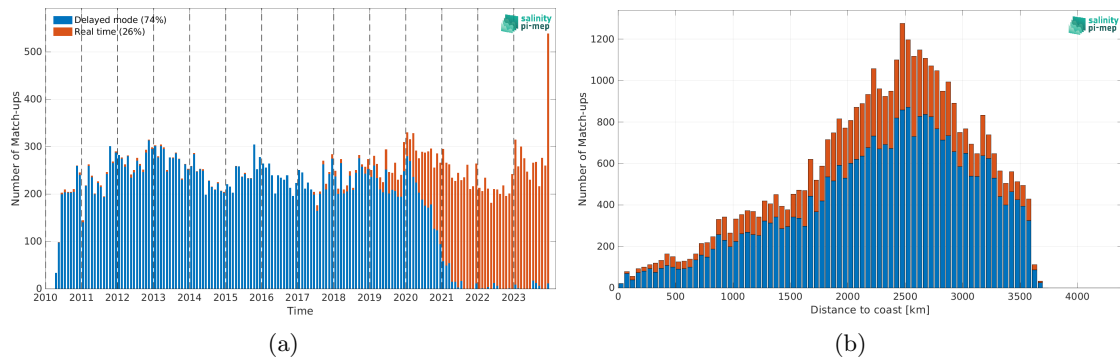 Delayed mode (74%)
Real time (26%)
salinity
pi-mep
Number of Match-ups
500
400
300
200
100
0
2010 2011 2012 2013 2014 2015 2016 2017 2018 2019 2020 2021 2022 2023
Time
(a)
salinity
pi-mep
Number of Match-ups
1200
1000
800
600
400
200
0
0 500 1000 1500 2000 2500 3000 3500 4000
Distance to coast [km]
(b)